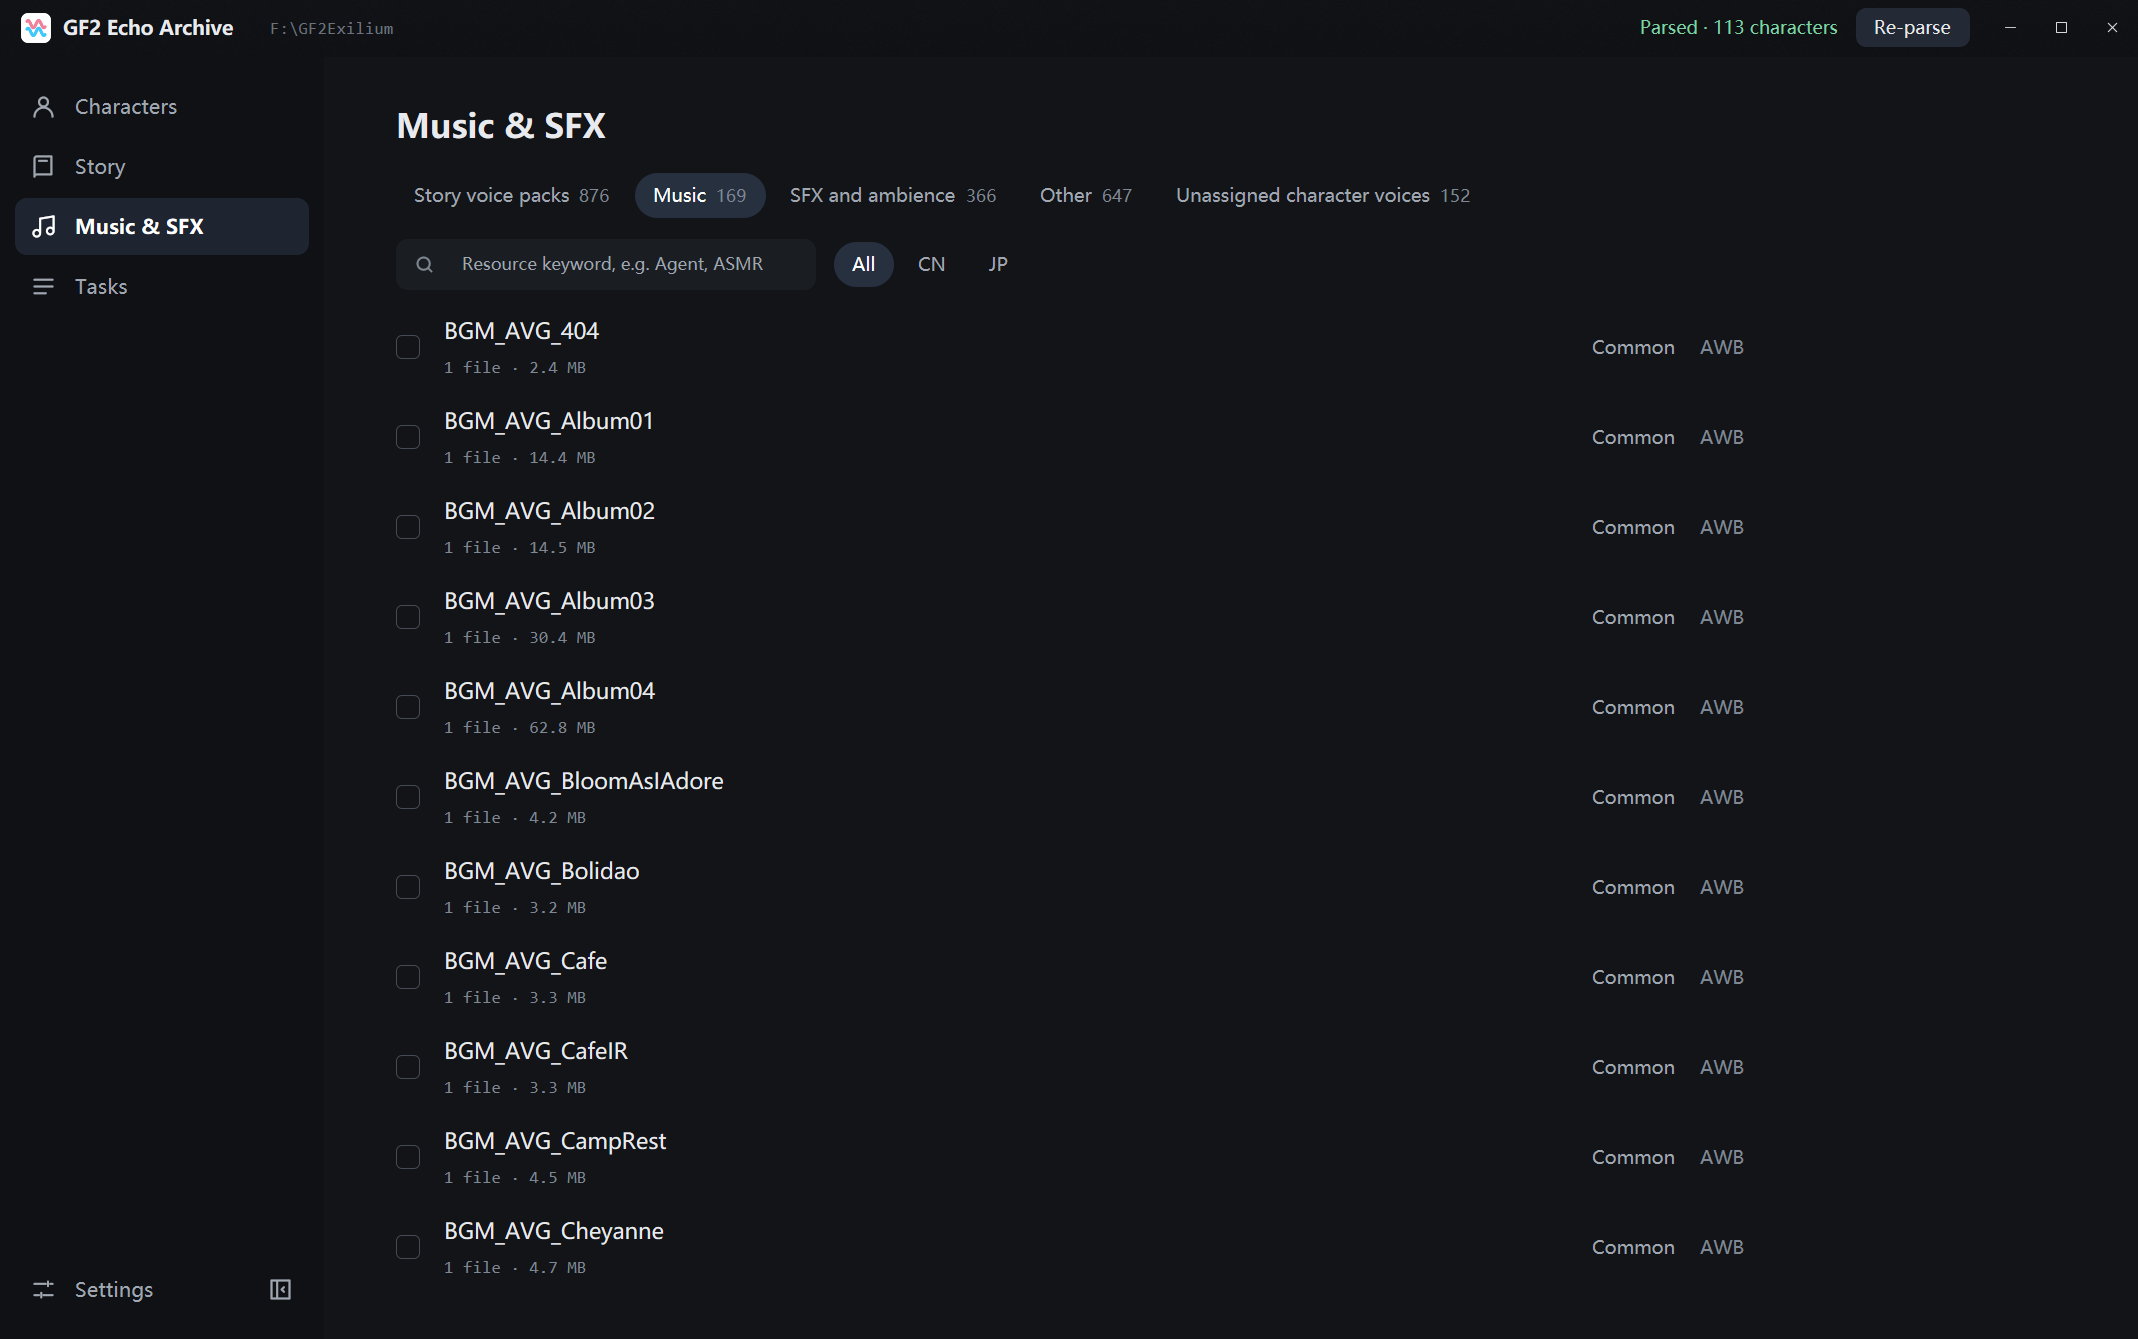 GF2 Echo Archive F:\GF2Exilium Parsed · 113 characters Re-parse
Characters
Story
Music & SFX
Tasks
Settings
Music & SFX
Story voice packs 876 Music 169 SFX and ambience 366 Other 647 Unassigned character voices 152
Resource keyword, e.g. Agent, ASMR All CN JP
BGM_AVG_404
1 file · 2.4 MB
Common AWB
BGM_AVG_Album01
1 file · 14.4 MB
Common AWB
BGM_AVG_Album02
1 file · 14.5 MB
Common AWB
BGM_AVG_Album03
1 file · 30.4 MB
Common AWB
BGM_AVG_Album04
1 file · 62.8 MB
Common AWB
BGM_AVG_BloomAsIAdore
1 file · 4.2 MB
Common AWB
BGM_AVG_Bolidao
1 file · 3.2 MB
Common AWB
BGM_AVG_Cafe
1 file · 3.3 MB
Common AWB
BGM_AVG_CafeIR
1 file · 3.3 MB
Common AWB
BGM_AVG_CampRest
1 file · 4.5 MB
Common AWB
BGM_AVG_Cheyanne
1 file · 4.7 MB
Common AWB